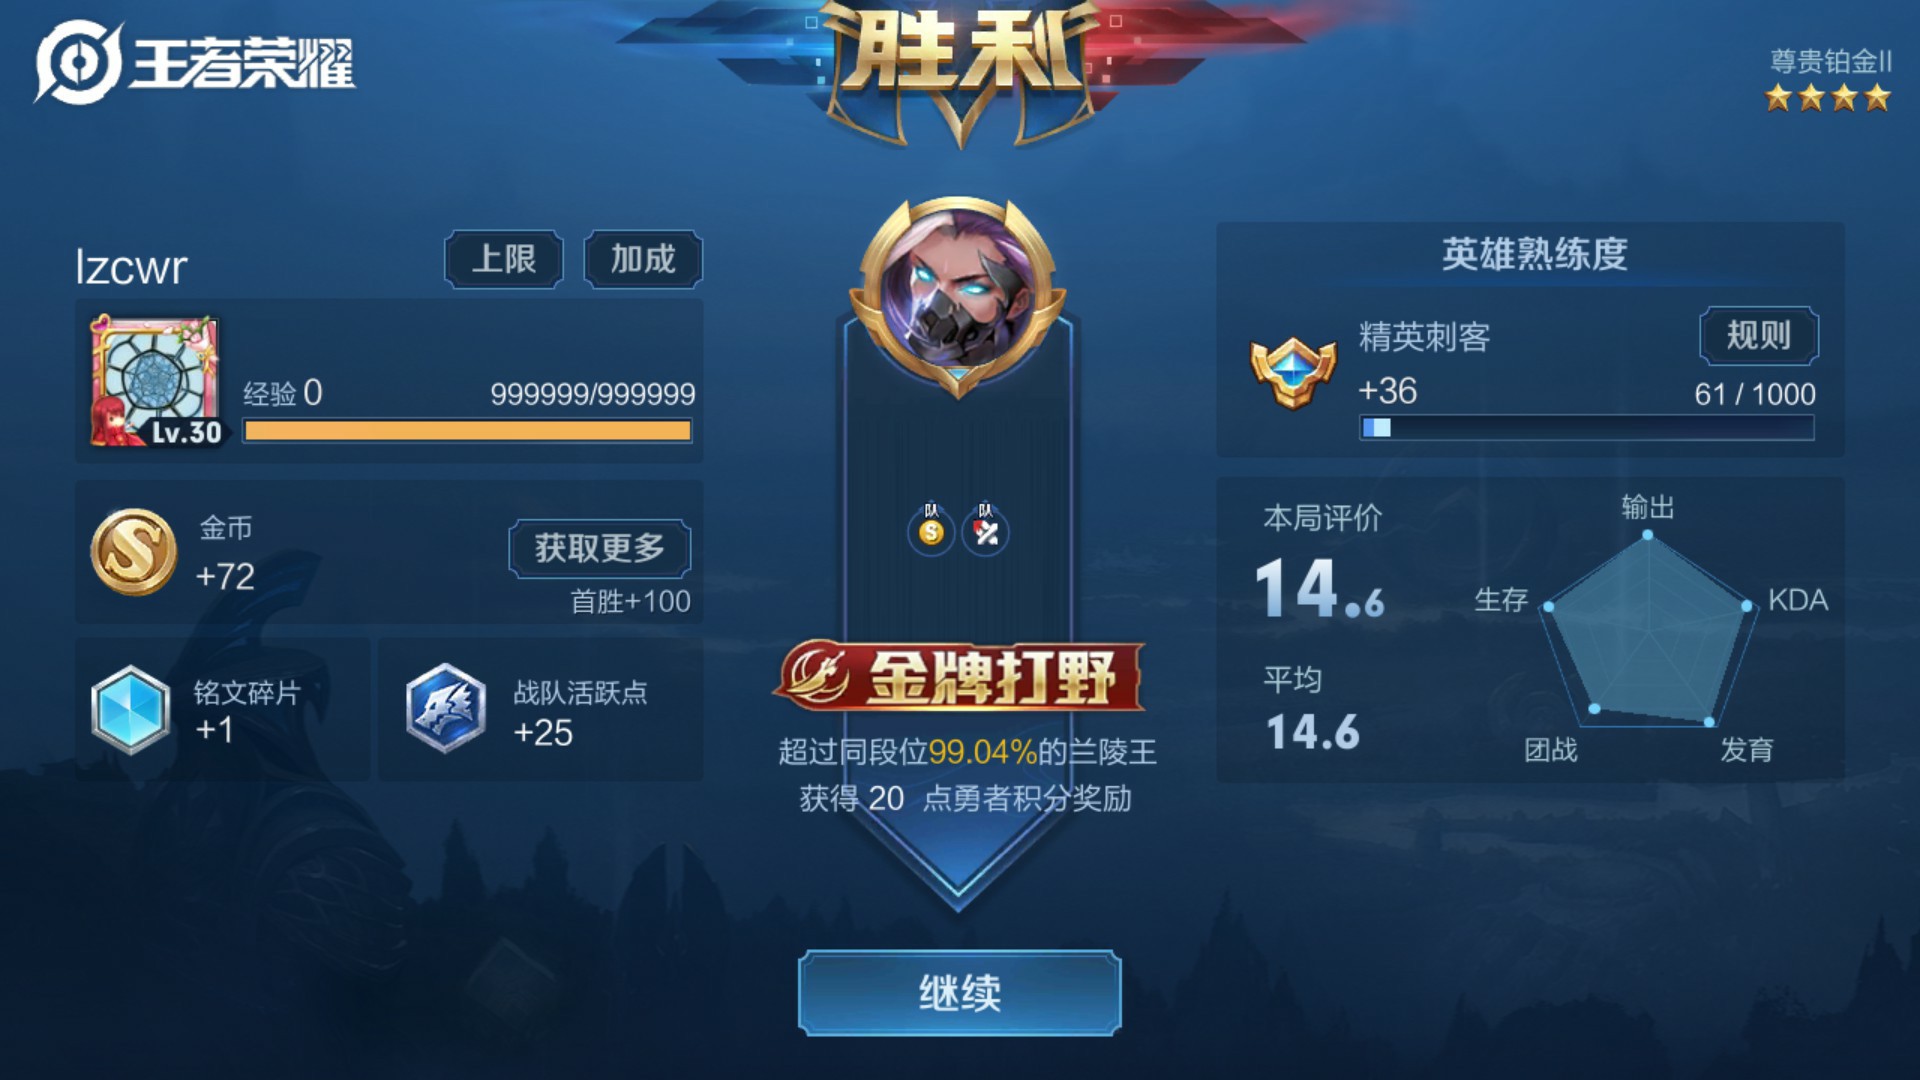 王者荣耀
胜利
尊贵铂金II
lzcwr
上限
加成
经验 0
999999/999999
Lv.30
金币
+72
获取更多
首胜+100
铭文碎片
+1
战队活跃点
+25
队
队
金牌打野
超过同段位99.04%的兰陵王
获得 20 点勇者积分奖励
继续
英雄熟练度
精英刺客
规则
+36
61 / 1000
本局评价
14.6
平均
14.6
输出
生存
KDA
团战
发育